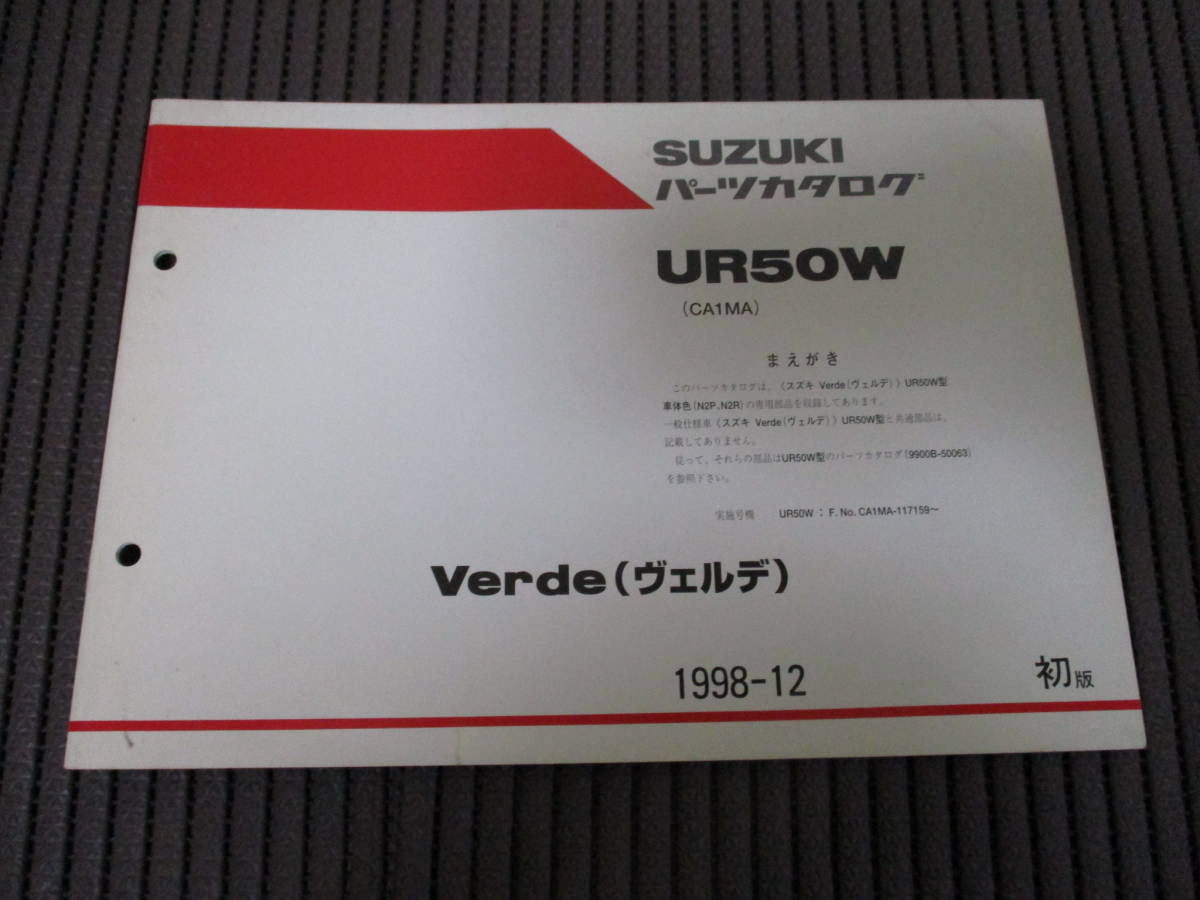 SUZUKI
パーツカタログ
UR50W
(CA1MA)
まえがき
このパーツカタログは、《スズキ Verde(ヴェルデ)》UR50W型
車体色(N2P、N2R)の専用部品を収録してあります。
一般仕様車《スズキ Verde(ヴェルデ)》UR50W型と共通部品は、
記載してありません。
従って、それらの部品はUR50W型のパーツカタログ(9900B-50063)
を参照下さい。
実施号機 UR50W : F. No. CA1MA-117159〜
Verde(ヴェルデ)
1998-12 初版